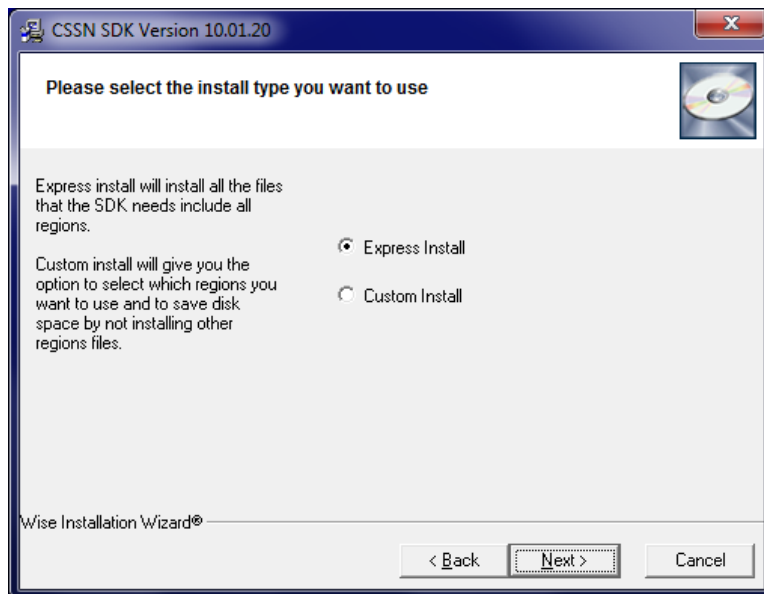 CSSN SDK Version 10.01.20
Please select the install type you want to use
Express install will install all the files
that the SDK needs include all
regions.
Custom install will give you the
option to select which regions you
want to use and to save disk
space by not installing other
regions files.
Express Install
Custom Install
Wise Installation Wizard®
< Back
Next >
Cancel